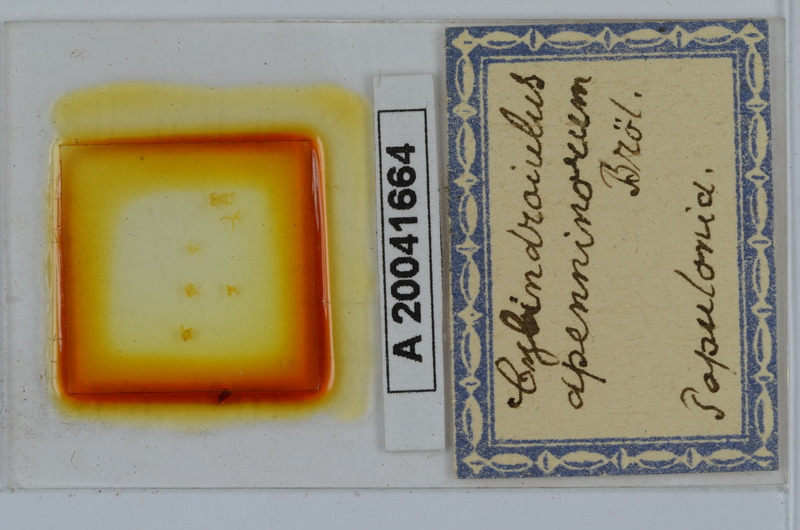 A 20041664
Cylindroiulus
apenninorum
Bröl.
Populonia.